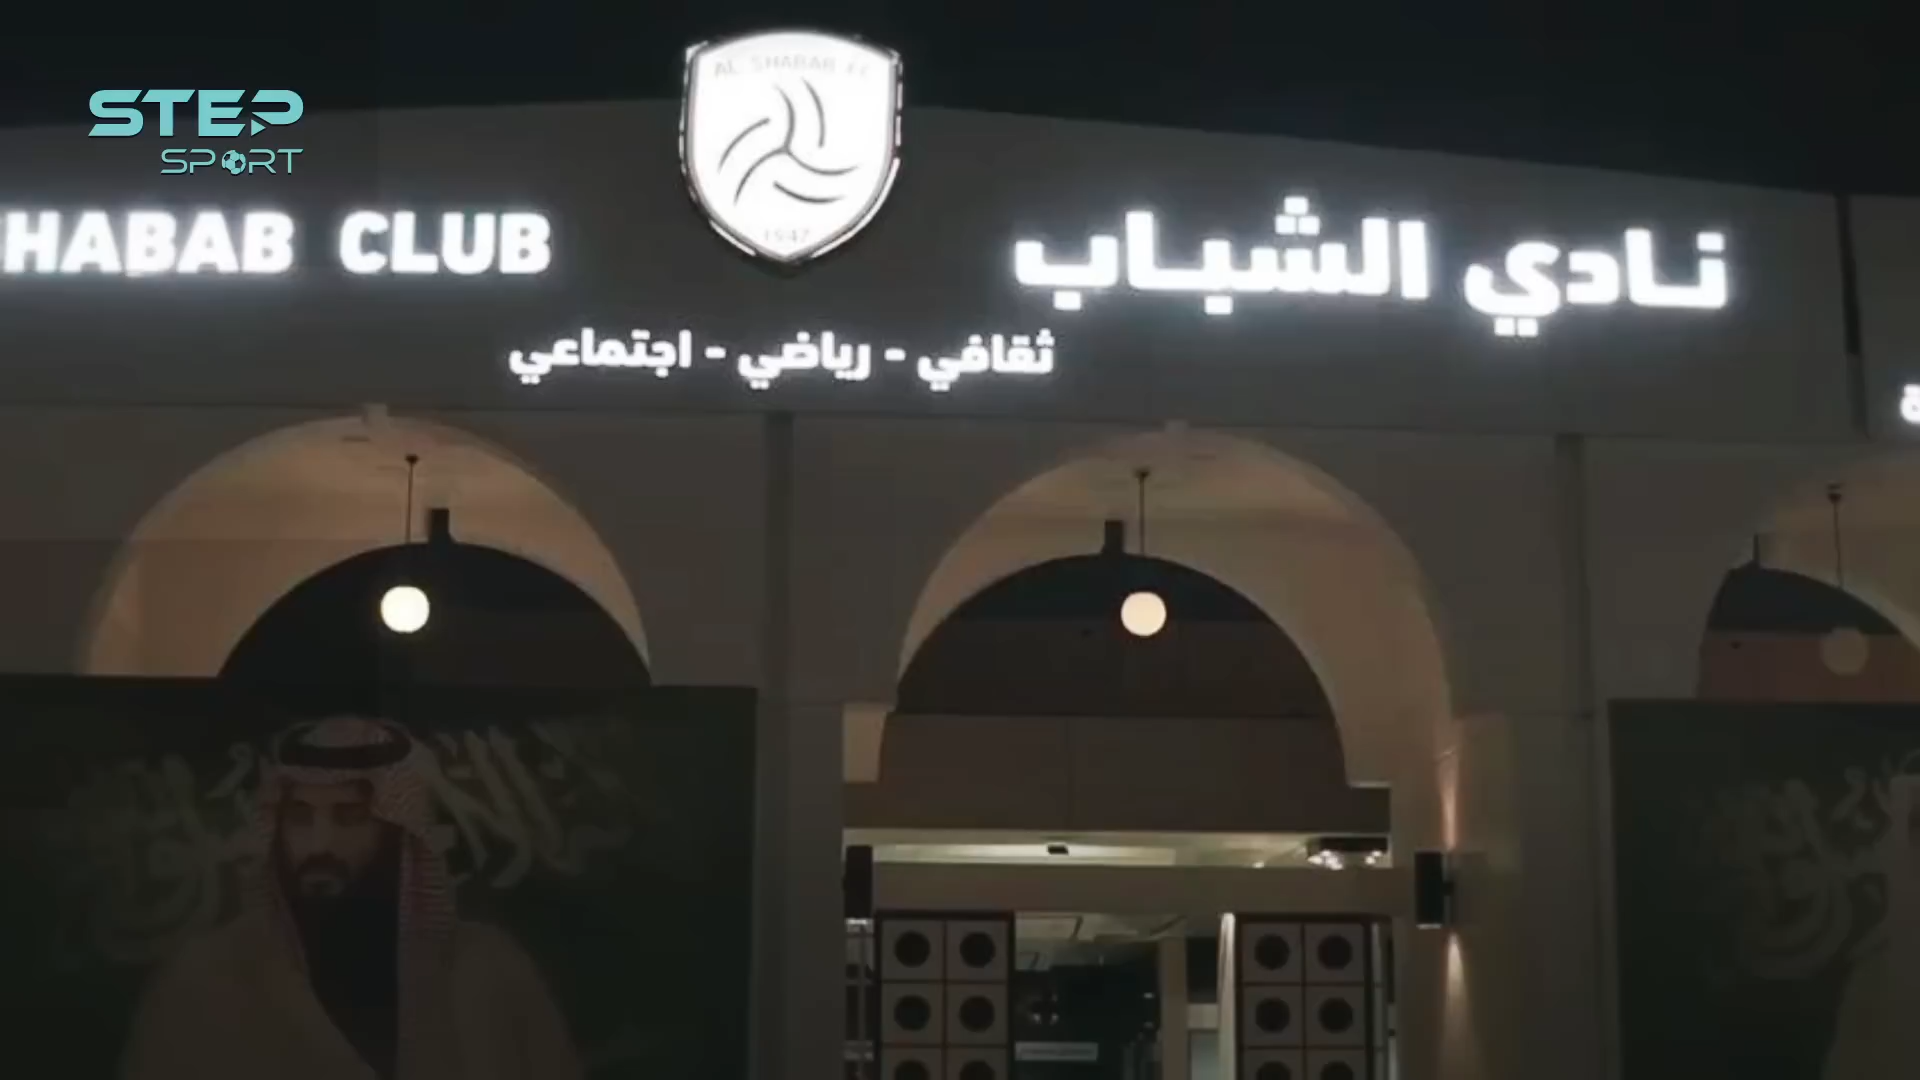 STEP
SPORT
AL SHABAB FC
1947
HABAB CLUB
نادي الشباب
ثقافي - رياضي - اجتماعي